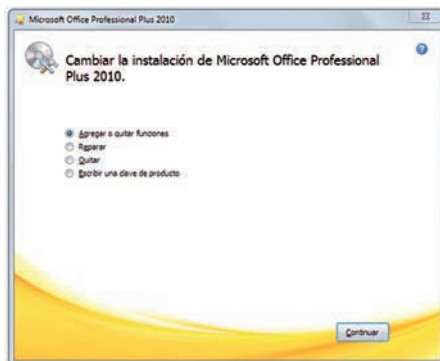 Microsoft Office Professional Plus 2010
Cambiar la instalación de Microsoft Office Professional
Plus 2010.
Agregar o quitar funciones
Reparar
Quitar
Escribir una clave de producto
Continuar